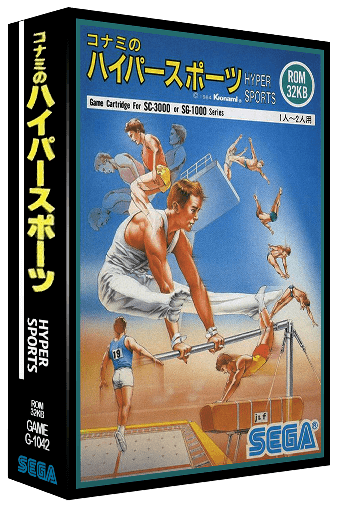 コナミの
ハイパースポーツ
HYPER
SPORTS
ROM
32KB
GAME
G-1042
SEGA
コナミの
ハイパースポーツ
HYPER
SPORTS
© 1984 Konami®
ROM
32KB
Game Cartridge For SC-3000 or SG-1000 Series
1人〜2人用
19
j&f
SEGA®